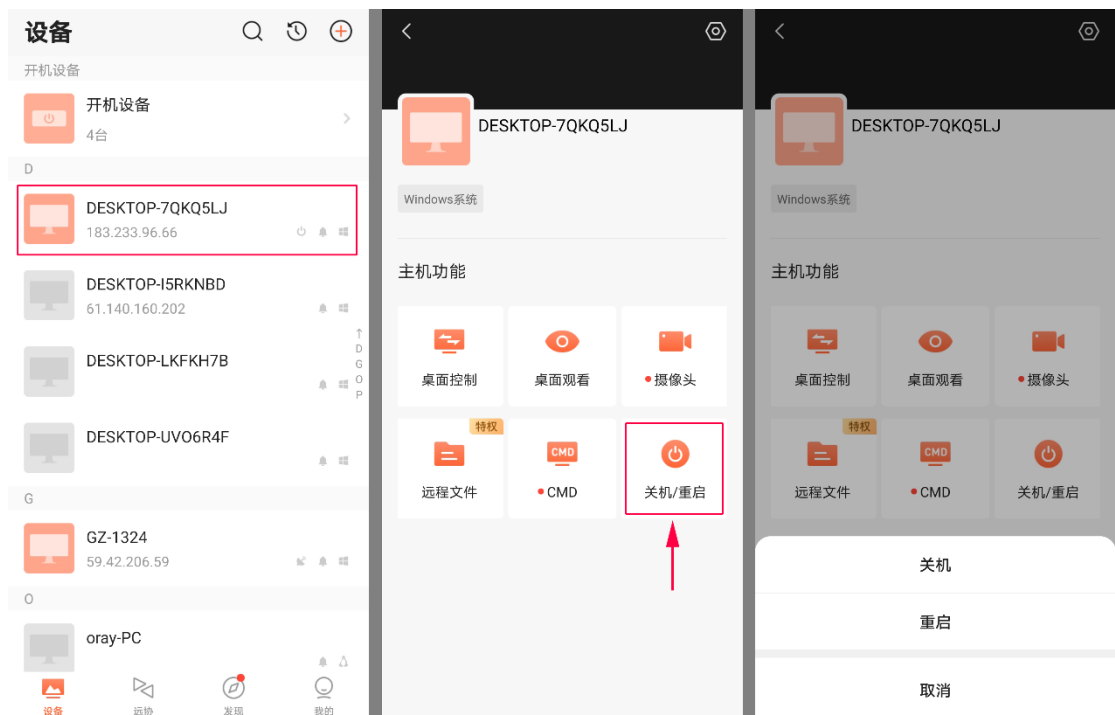 设备
开机设备
开机设备
4台
D
DESKTOP-7QKQ5LJ
183.233.96.66
DESKTOP-I5RKNBD
61.140.160.202
DESKTOP-LKFKH7B
DESKTOP-UVO6R4F
↑
D
G
O
P
G
GZ-1324
59.42.206.59
O
oray-PC
设备
远协
发现
我的
DESKTOP-7QKQ5LJ
Windows系统
主机功能
桌面控制
桌面观看
摄像头
特权
远程文件
CMD
CMD
关机/重启
DESKTOP-7QKQ5LJ
Windows系统
主机功能
桌面控制
桌面观看
摄像头
特权
远程文件
CMD
CMD
关机/重启
关机
重启
取消